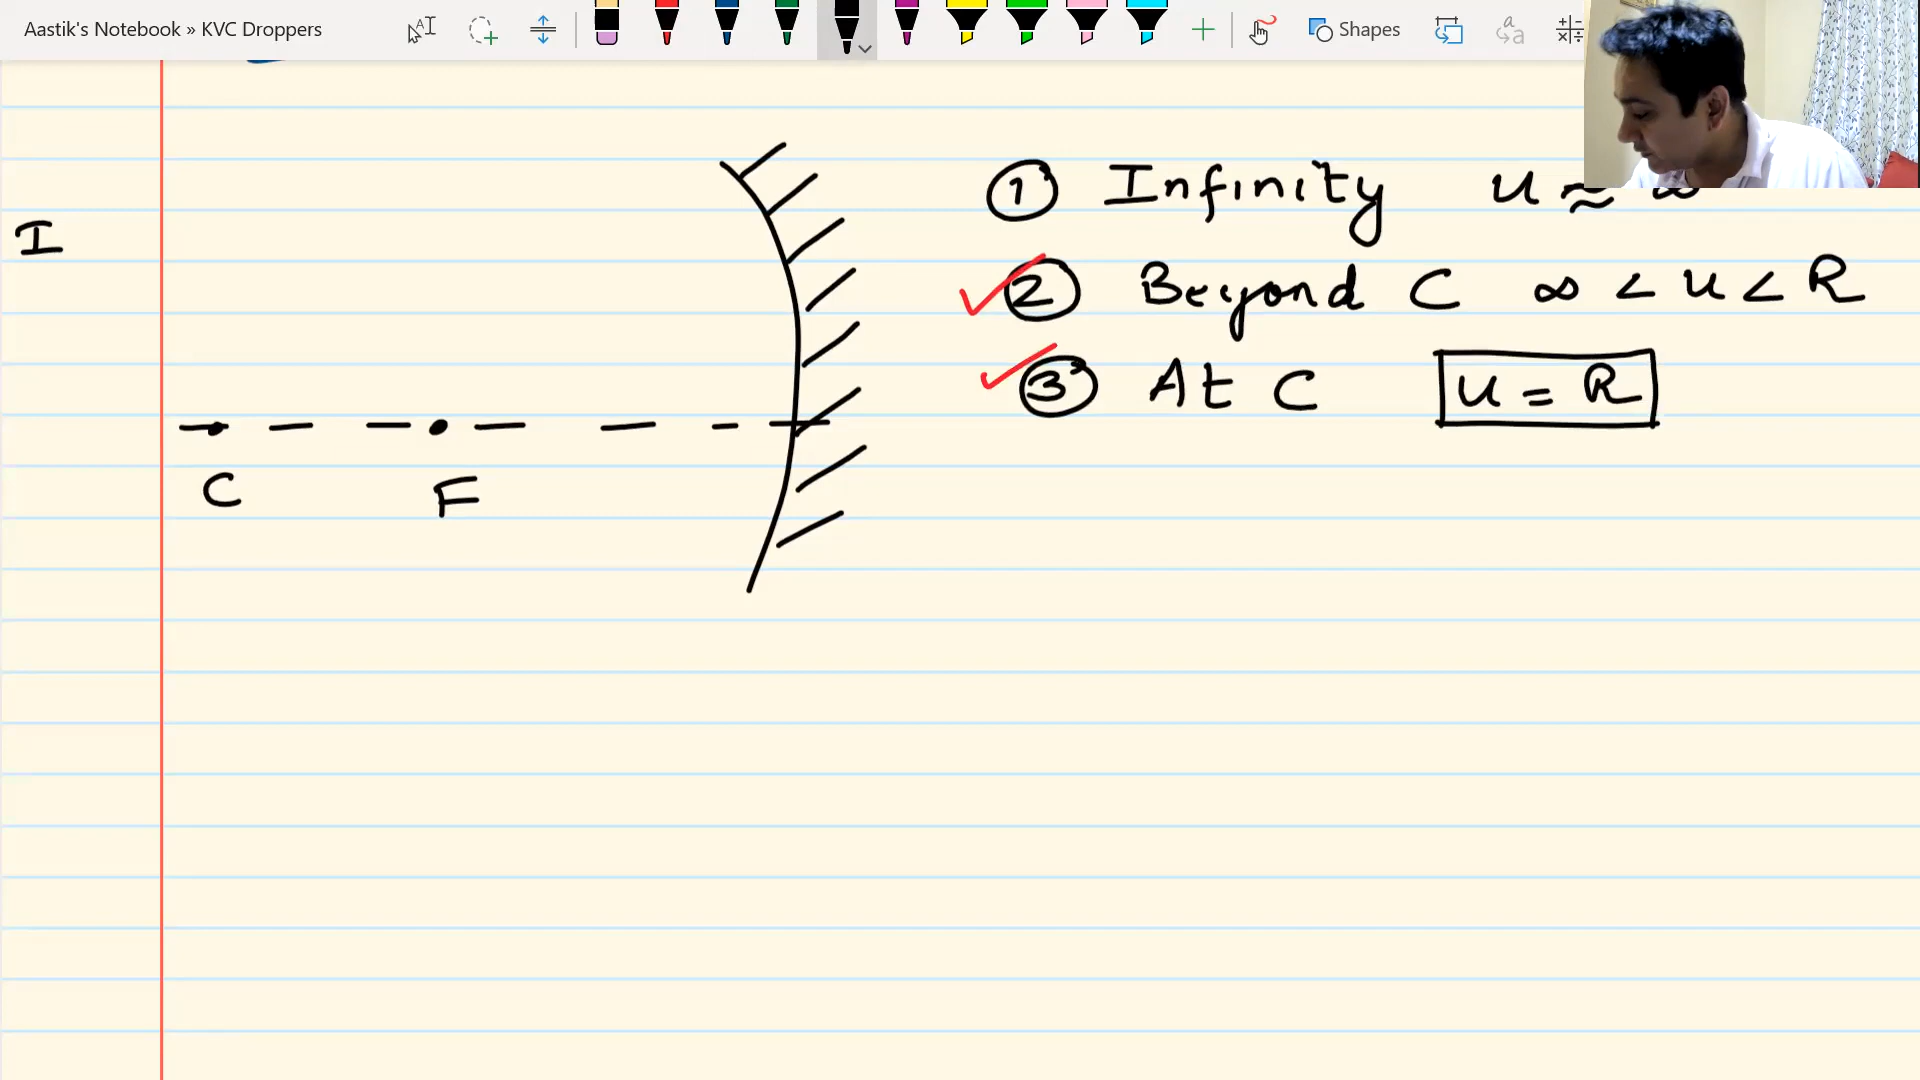 Aastik's Notebook » KVC Droppers
Shapes
① Infinity u ≈ ∞
I
② Beyond C ∞ < u < R
③ At C u = R
C F